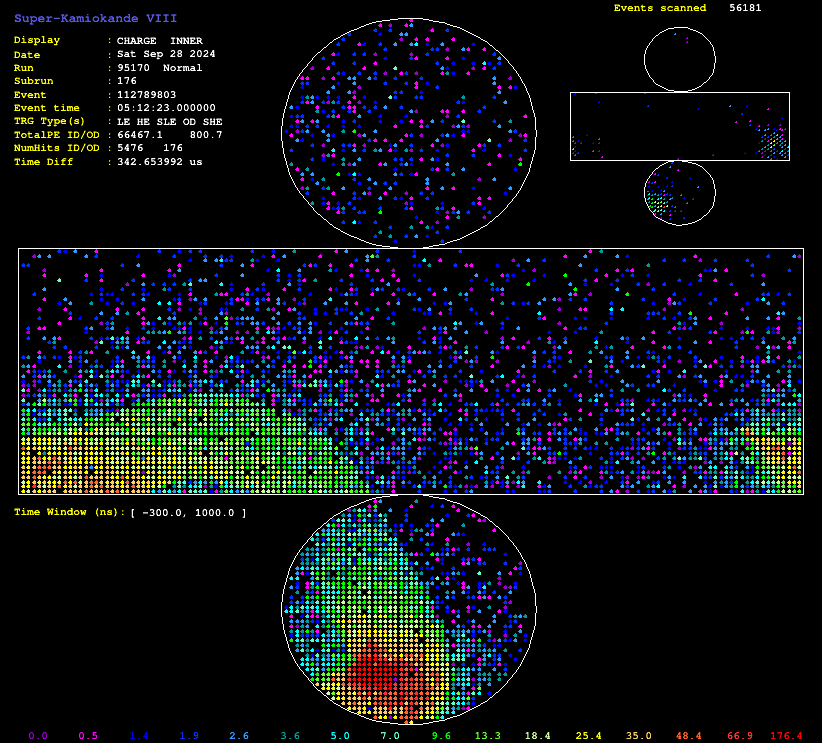 Super-Kamiokande VIII
Events scanned 56181
Display : CHARGE INNER
Date : Sat Sep 28 2024
Run : 95170 Normal
Subrun : 176
Event : 112789803
Event time : 05:12:23.000000
TRG Type(s) : LE HE SLE OD SHE
TotalPE ID/OD : 66467.1 800.7
NumHits ID/OD : 5476 176
Time Diff : 342.653992 us
Time Window (ns): [ -300.0, 1000.0 ]
0.0 0.5 1.4 1.9 2.6 3.6 5.0 7.0 9.6 13.3 18.4 25.4 35.0 48.4 66.9 176.4